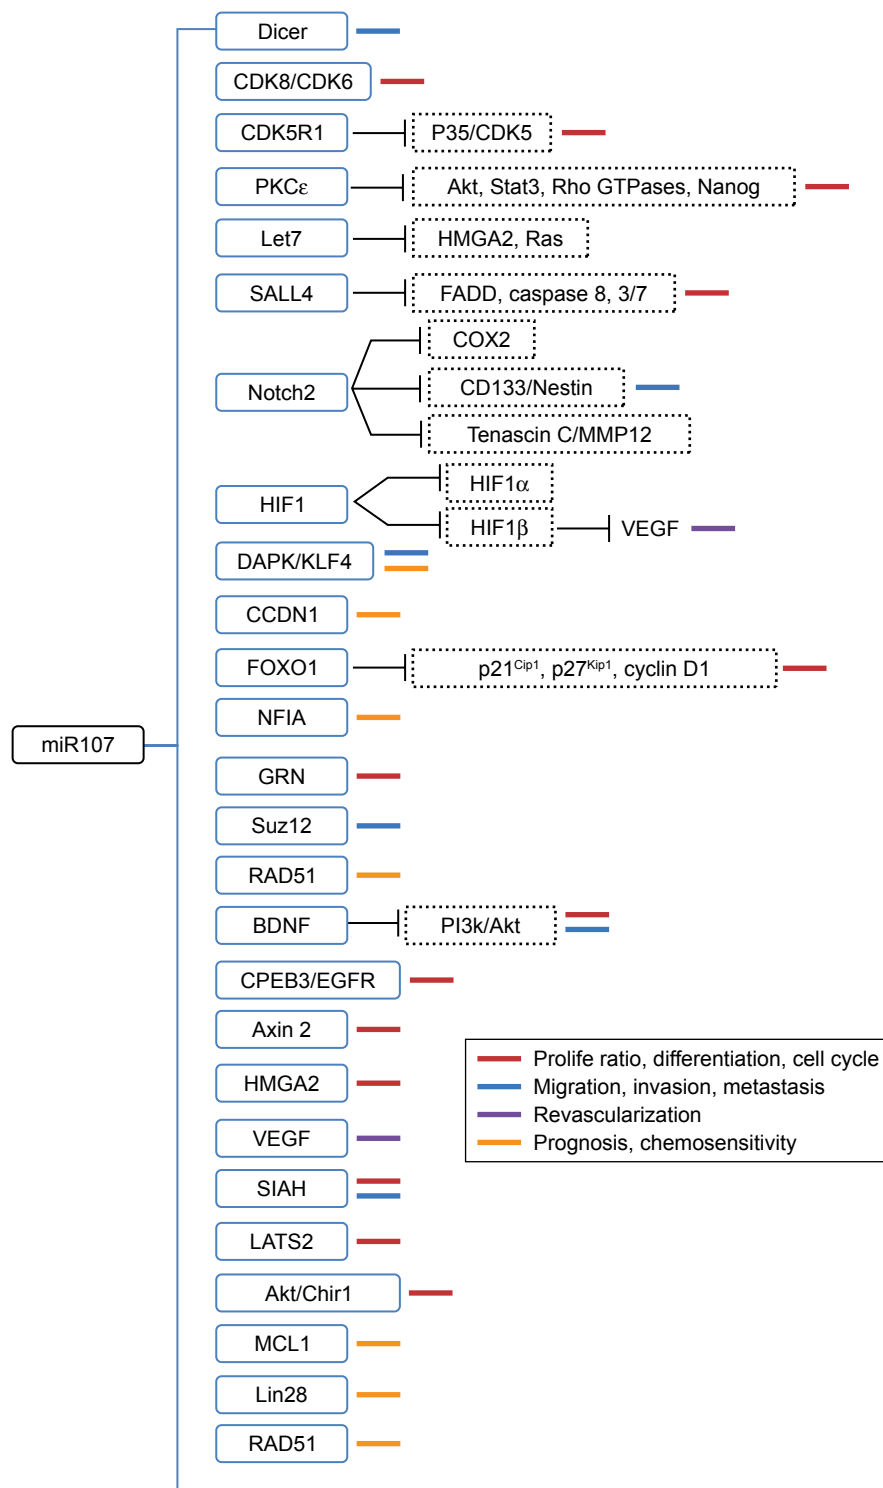 Dicer
CDK8/CDK6
CDK5R1
P35/CDK5
PKCε
Akt, Stat3, Rho GTPases, Nanog
Let7
HMGA2, Ras
SALL4
FADD, caspase 8, 3/7
COX2
Notch2
CD133/Nestin
Tenascin C/MMP12
HIF1α
HIF1
HIF1β
VEGF
DAPK/KLF4
CCDN1
FOXO1
p21Cip1, p27Kip1, cyclin D1
NFIA
miR107
GRN
Suz12
RAD51
BDNF
PI3k/Akt
CPEB3/EGFR
Axin 2
HMGA2
VEGF
SIAH
LATS2
Akt/Chir1
MCL1
Lin28
RAD51
Prolife ratio, differentiation, cell cycle
Migration, invasion, metastasis
Revascularization
Prognosis, chemosensitivity